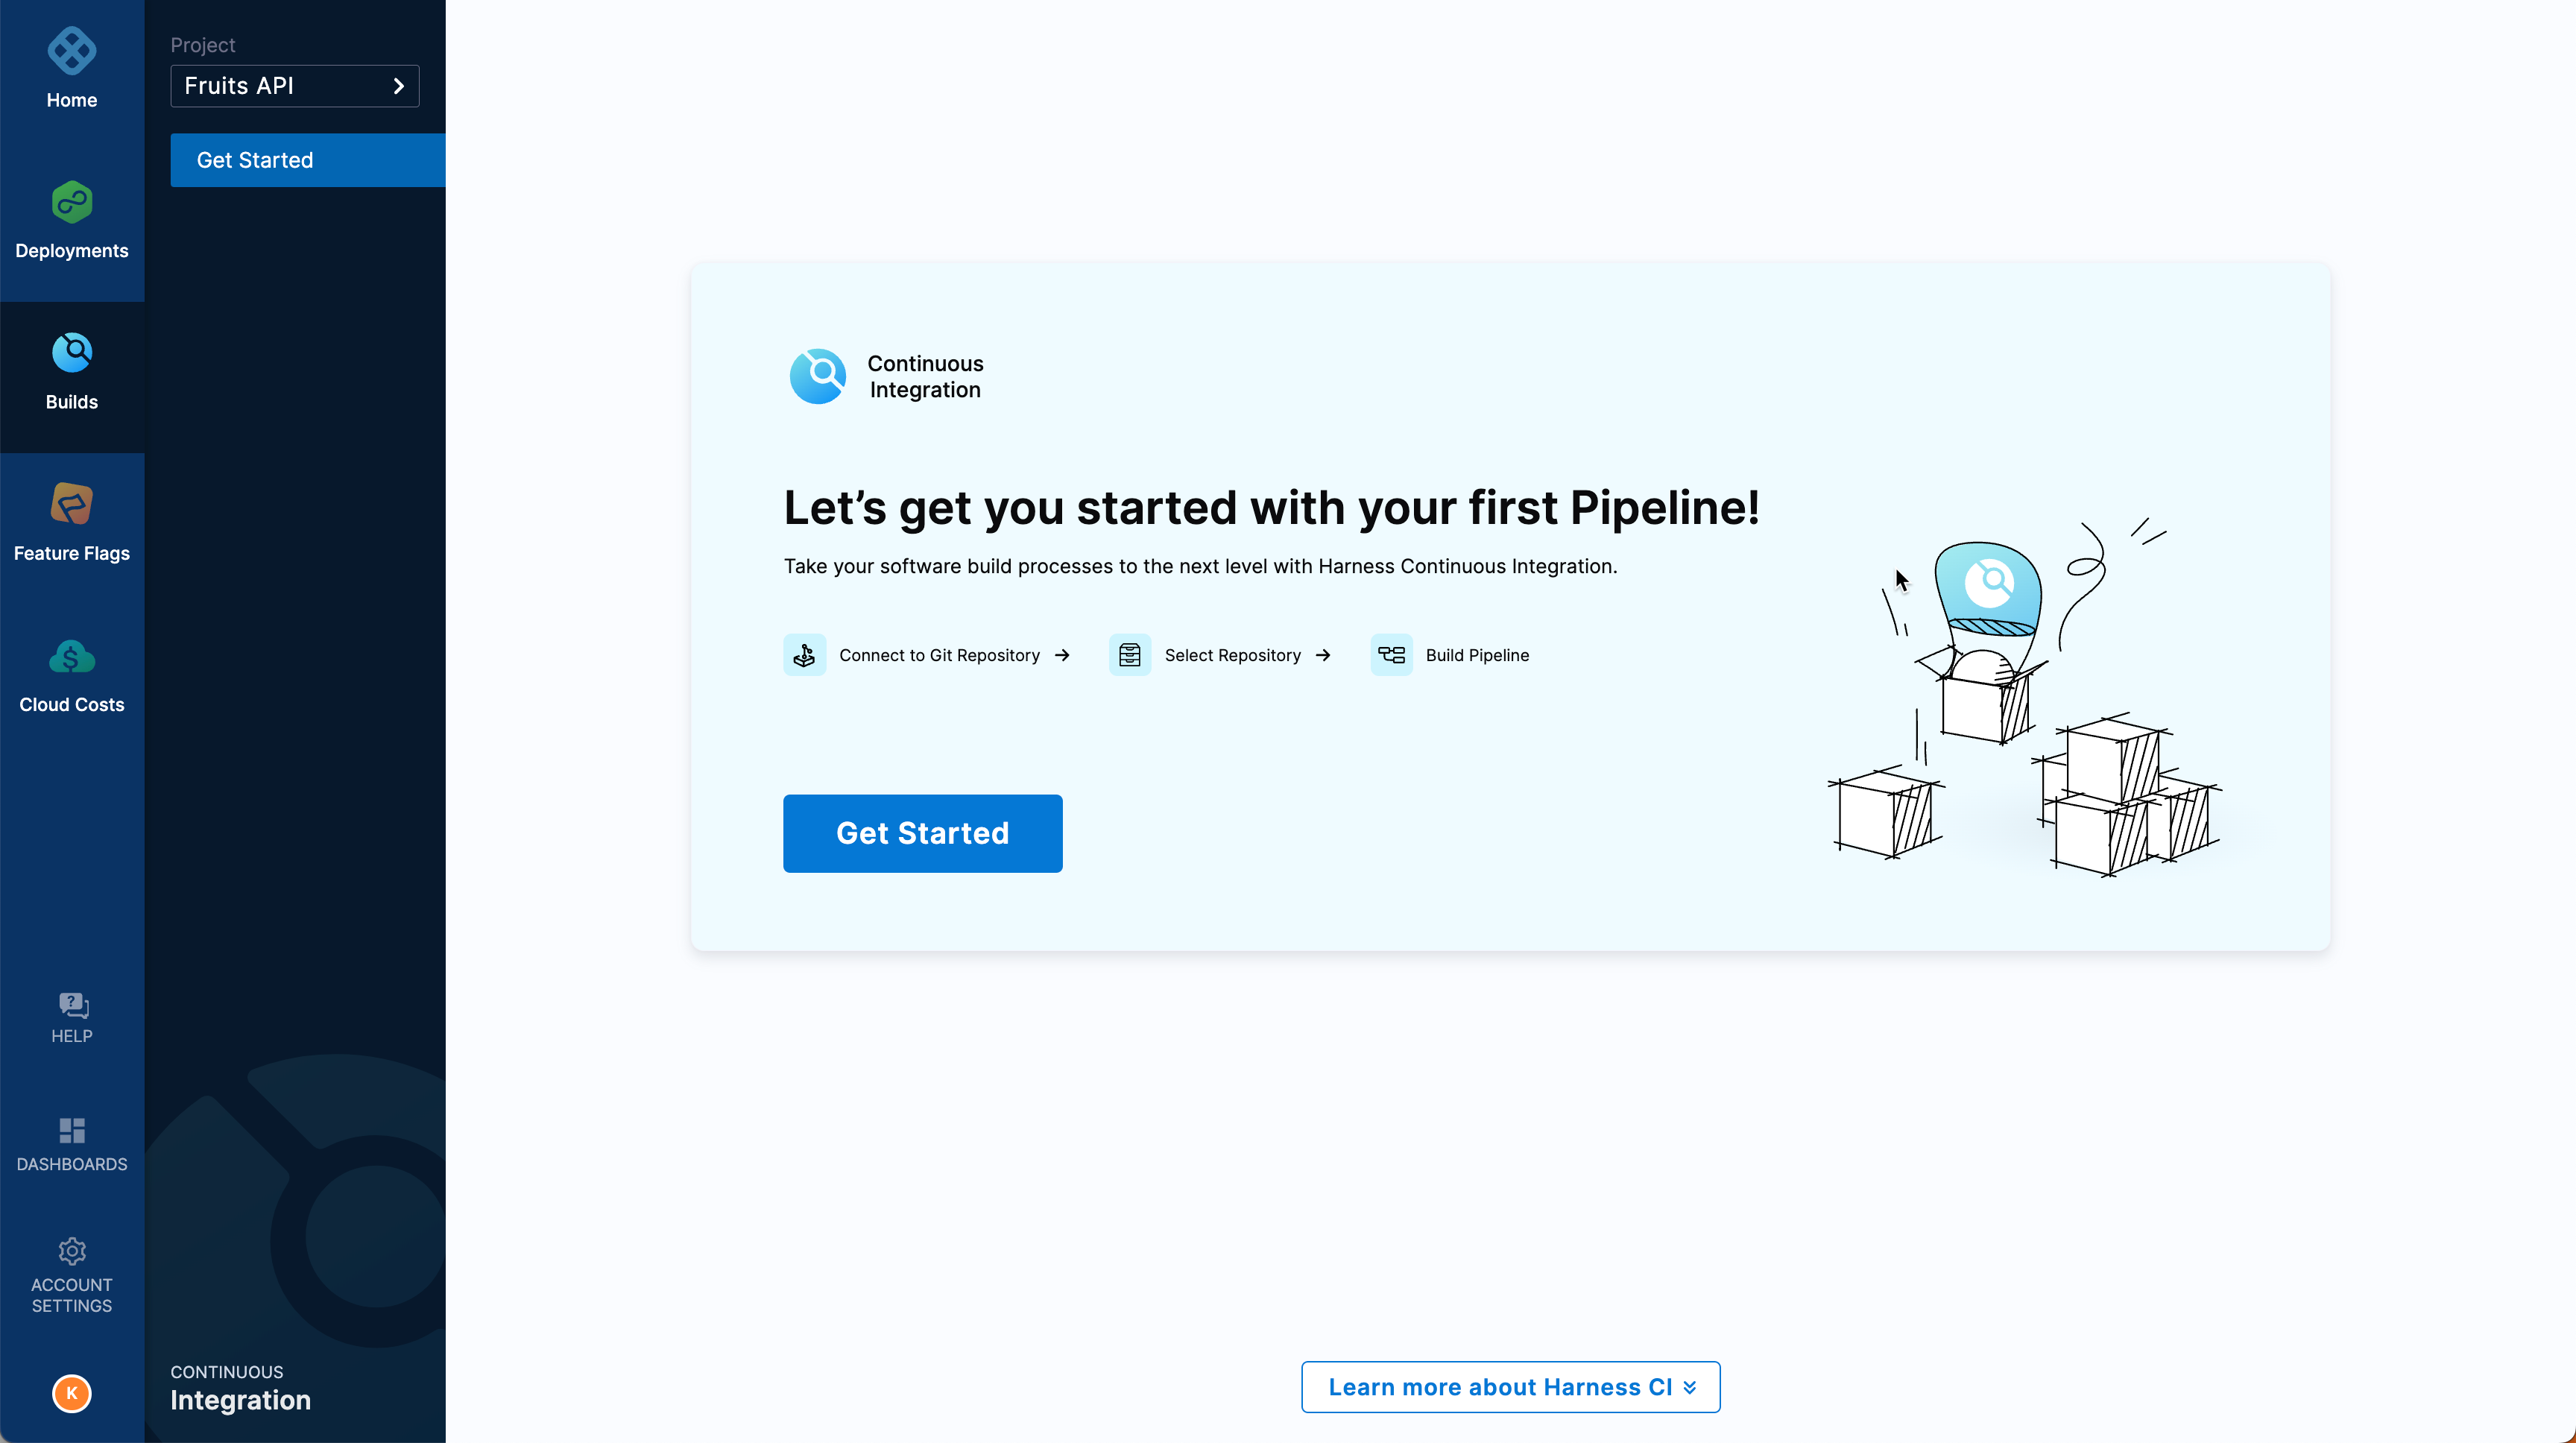 Home
Deployments
Builds
Feature Flags
Cloud Costs
HELP
DASHBOARDS
ACCOUNT
SETTINGS
K
Project
Fruits API
Get Started
CONTINUOUS
Integration
Continuous
Integration
Let’s get you started with your first Pipeline!
Take your software build processes to the next level with Harness Continuous Integration.
Connect to Git Repository
Select Repository
Build Pipeline
Get Started
Learn more about Harness CI